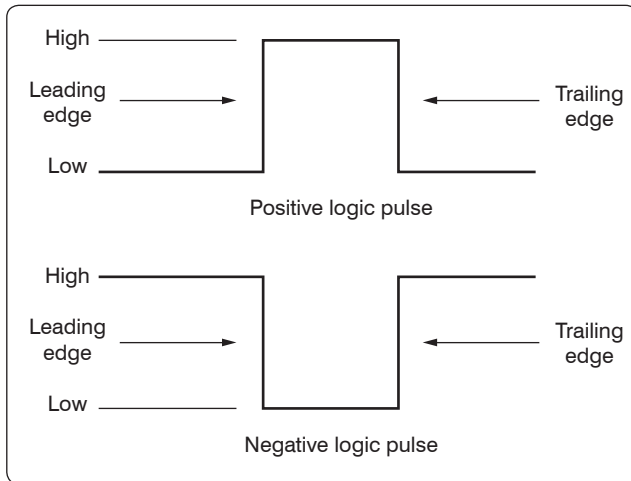 High
Leading
edge
Trailing
edge
Low
Positive logic pulse
High
Leading
edge
Trailing
edge
Low
Negative logic pulse